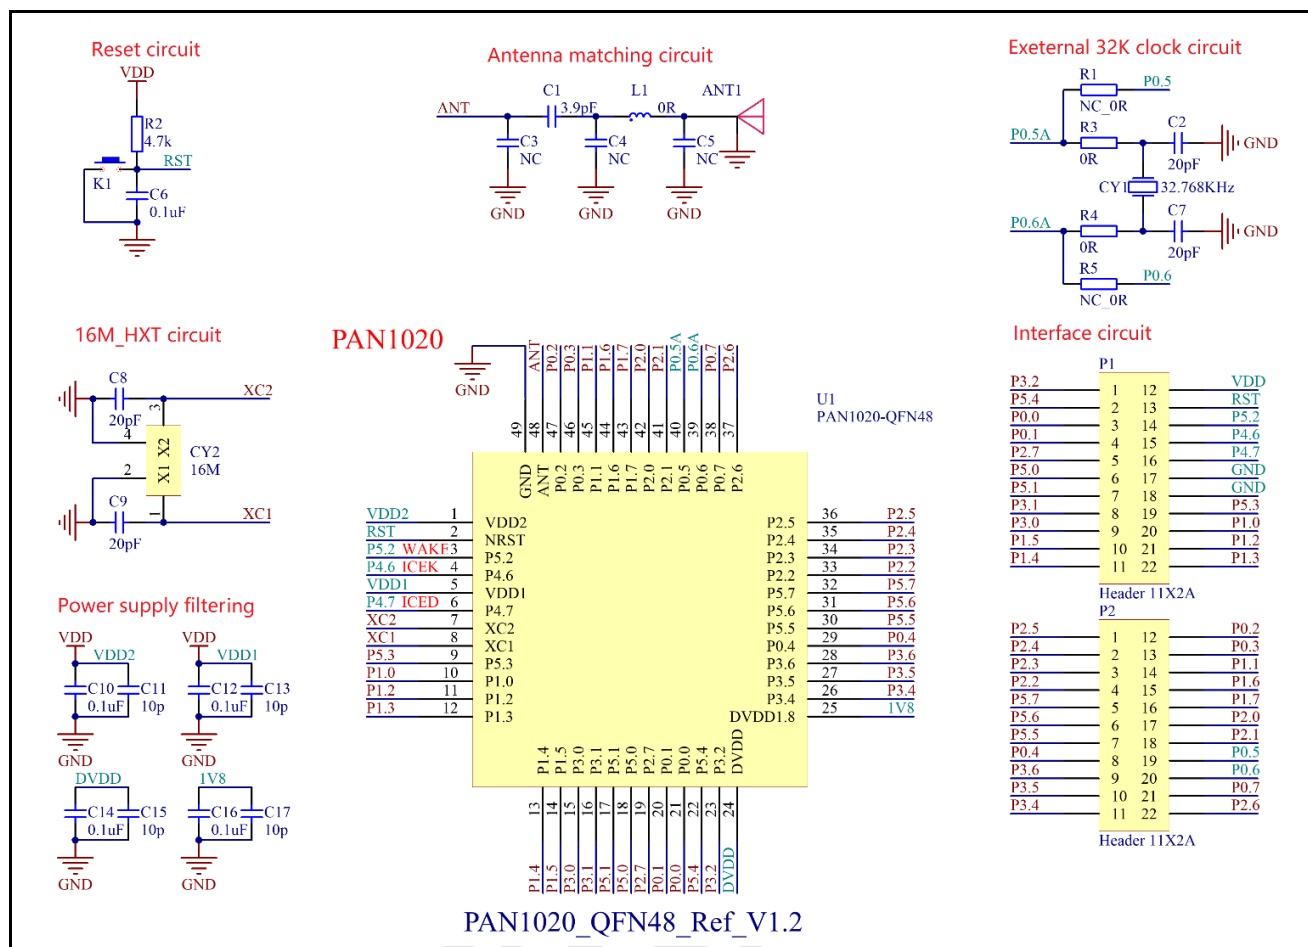 Reset circuit
VDD
R2
4.7k
RST
K1
C6
0.1uF
Antenna matching circuit
ANT
C1
3.9pF
L1
0R
ANT1
C3
NC
C4
NC
C5
NC
GND
GND
GND
Exeternal 32K clock circuit
R1
P0.5
NC_0R
P0.5A
R3
0R
C2
20pF
GND
CY1
32.768KHz
P0.6A
R4
0R
C7
20pF
GND
R5
P0.6
NC_0R
16M_HXT circuit
C8
20pF
XC2
3
4
X2
X1
CY2
16M
2
1
C9
20pF
XC1
Power supply filtering
VDD
VDD2
C10
0.1uF
C11
10p
GND
VDD
VDD1
C12
0.1uF
C13
10p
GND
DVDD
C14
0.1uF
C15
10p
GND
1V8
C16
0.1uF
C17
10p
GND
PAN1020
GND
U1
PAN1020-QFN48
ANT
P0.2
P0.3
P1.1
P1.6
P1.7
P2.0
P2.1
P0.5A
P0.6A
P0.7
P2.6
49
48
47
46
45
44
43
42
41
40
39
38
37
GND
ANT
P0.2
P0.3
P1.1
P1.6
P1.7
P2.0
P2.1
P0.5
P0.6
P0.7
P2.6
VDD2 1 VDD2
RST 2 NRST
P5.2 WAKE 3 P5.2
P4.6 ICEK 4 P4.6
VDD1 5 VDD1
P4.7 ICED 6 P4.7
XC2 7 XC2
XC1 8 XC1
P5.3 9 P5.3
P1.0 10 P1.0
P1.2 11 P1.2
P1.3 12 P1.3
P2.5 36 P2.5
P2.4 35 P2.4
P2.3 34 P2.3
P2.2 33 P2.2
P5.7 32 P5.7
P5.6 31 P5.6
P5.5 30 P5.5
P0.4 29 P0.4
P3.6 28 P3.6
P3.5 27 P3.5
P3.4 26 P3.4
DVDD1.8 25 1V8
P1.4
P1.5
P3.0
P3.1
P5.1
P5.0
P2.7
P0.1
P0.0
P5.4
P3.2
DVDD
13
14
15
16
17
18
19
20
21
22
23
24
P1.4
P1.5
P3.0
P3.1
P5.1
P5.0
P2.7
P0.1
P0.0
P5.4
P3.2
DVDD
Interface circuit
P1
P3.2 1 12 VDD
P5.4 2 13 RST
P0.0 3 14 P5.2
P0.1 4 15 P4.6
P2.7 5 16 P4.7
P5.0 6 17 GND
P5.1 7 18 GND
P3.1 8 19 P5.3
P3.0 9 20 P1.0
P1.5 10 21 P1.2
P1.4 11 22 P1.3
Header 11X2A
P2
P2.5 1 12 P0.2
P2.4 2 13 P0.3
P2.3 3 14 P1.1
P2.2 4 15 P1.6
P5.7 5 16 P1.7
P5.6 6 17 P2.0
P5.5 7 18 P2.1
P0.4 8 19 P0.5
P3.6 9 20 P0.6
P3.5 10 21 P0.7
P3.4 11 22 P2.6
Header 11X2A
PAN1020_QFN48_Ref_V1.2